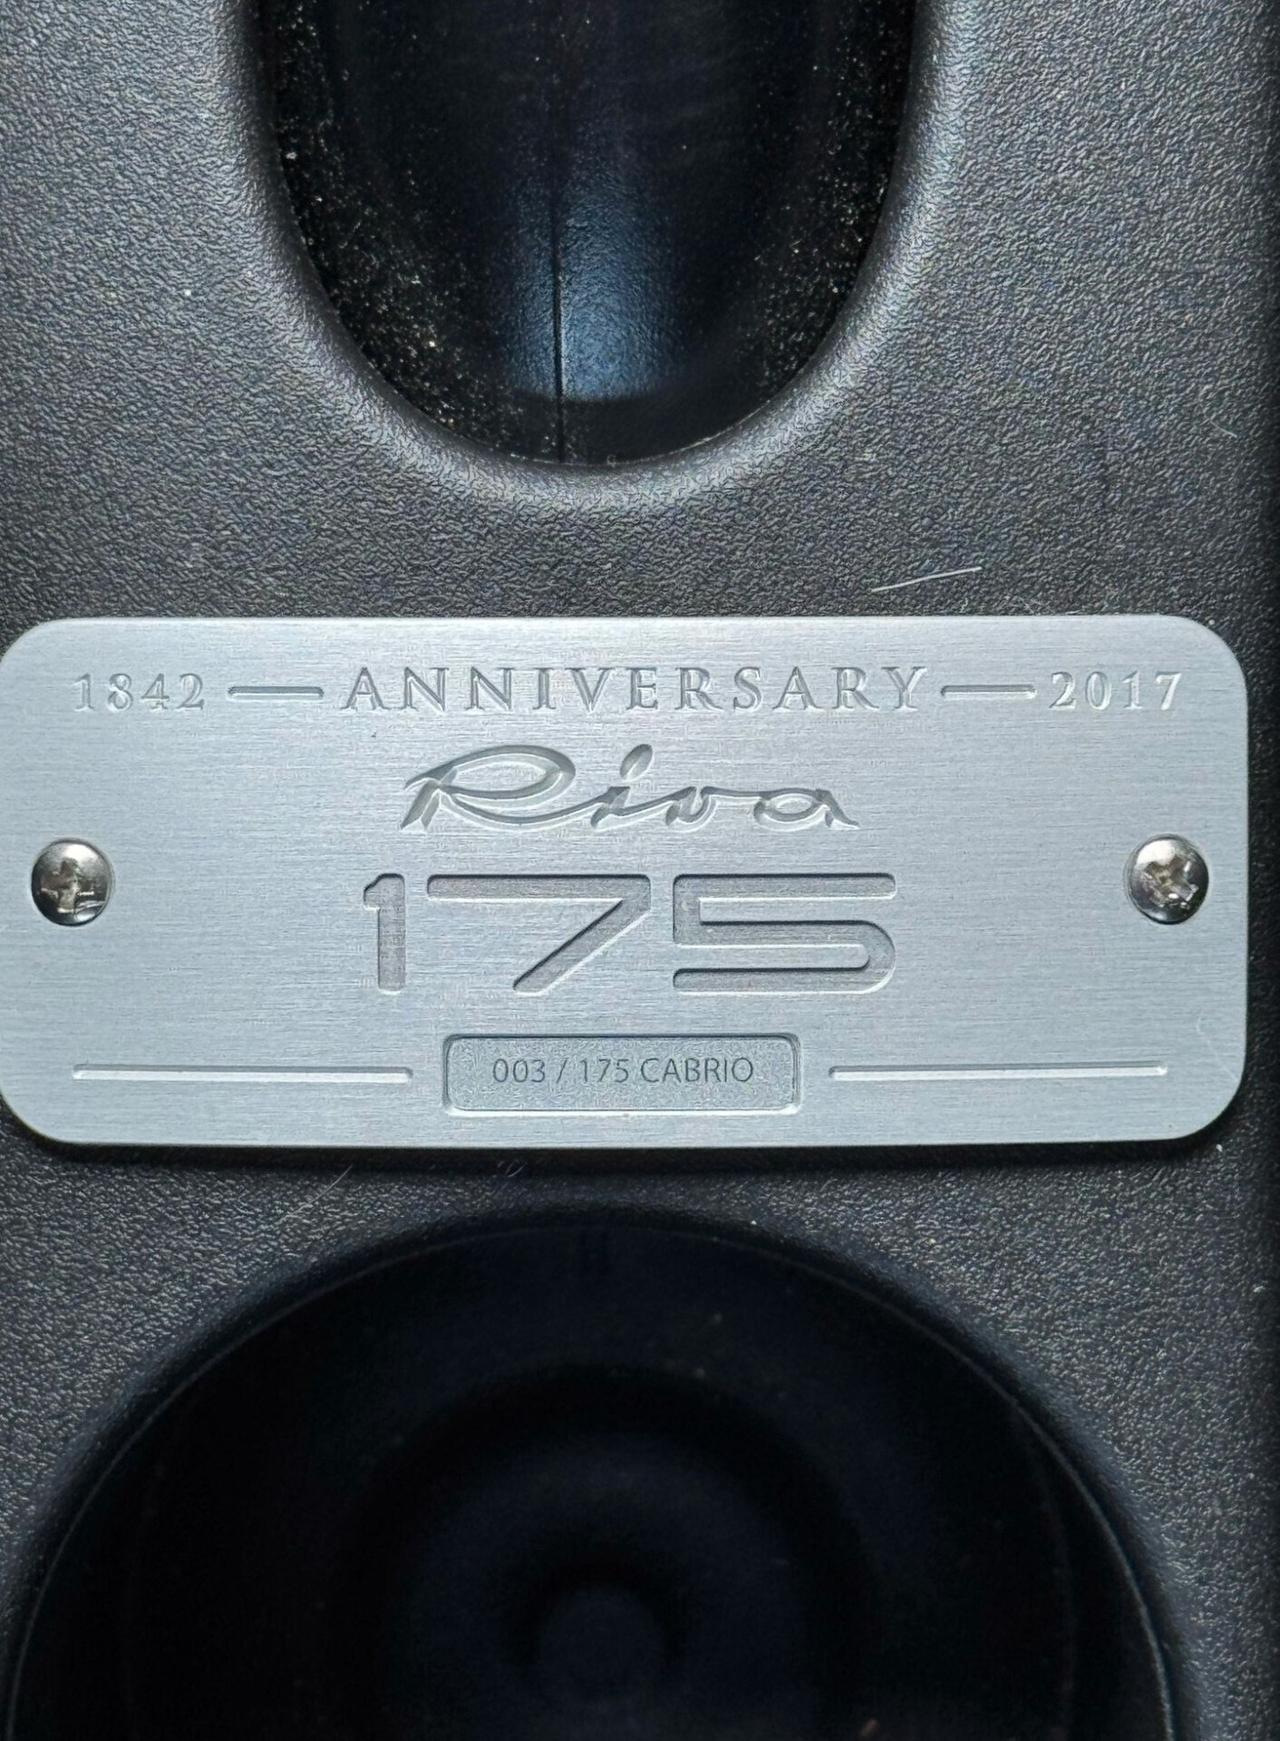 1842 — ANNIVERSARY — 2017
Riva
175
003 / 175 CABRIO